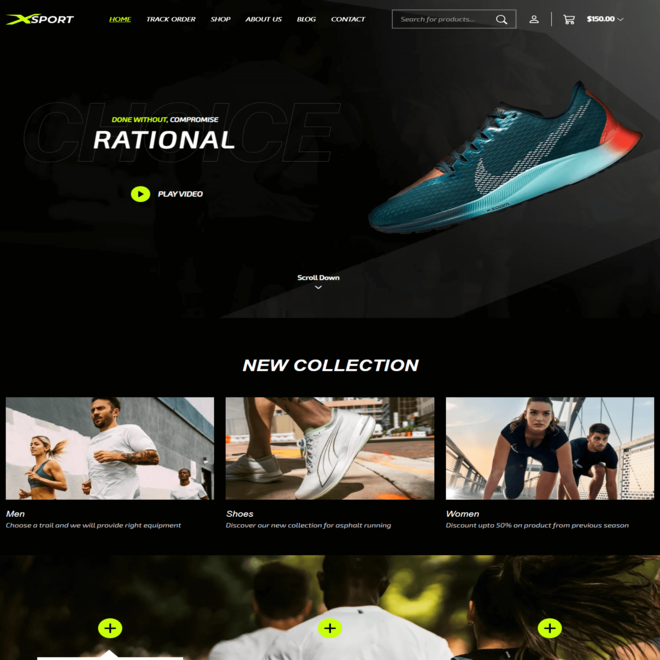 XSPORT
HOME TRACK ORDER SHOP ABOUT US BLOG CONTACT
Search for products...
$150.00
CHOICE
DONE WITHOUT, COMPROMISE
RATIONAL
PLAY VIDEO
Scroll Down
NEW COLLECTION
Men
Choose a trail and we will provide right equipment
Shoes
Discover our new collection for asphalt running
Women
Discount upto 50% on product from previous season